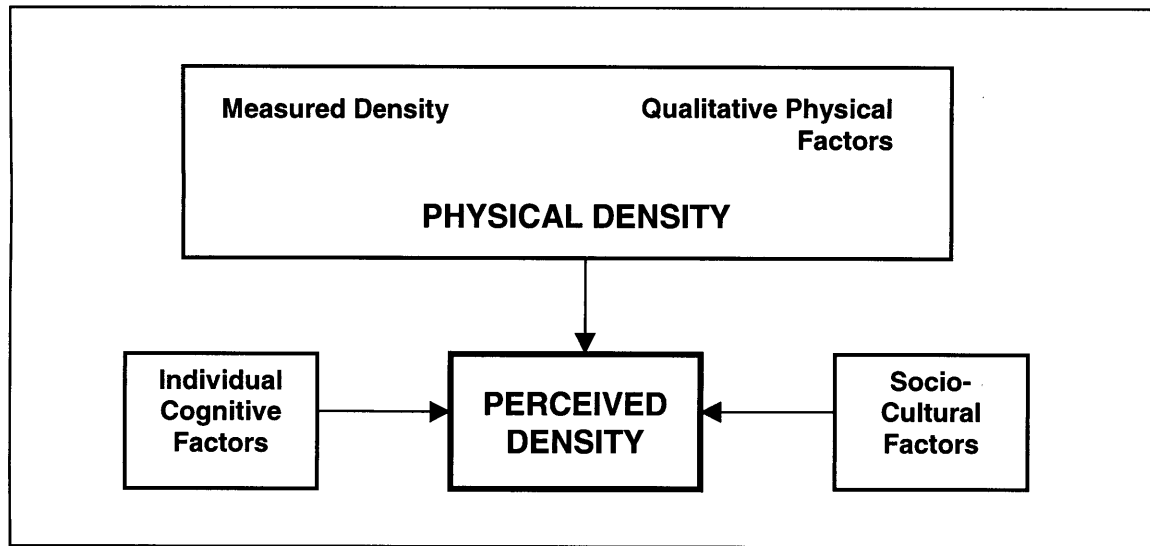 Measured Density
Qualitative Physical
Factors
PHYSICAL DENSITY
Individual
Cognitive
Factors
PERCEIVED
DENSITY
Socio-
Cultural
Factors